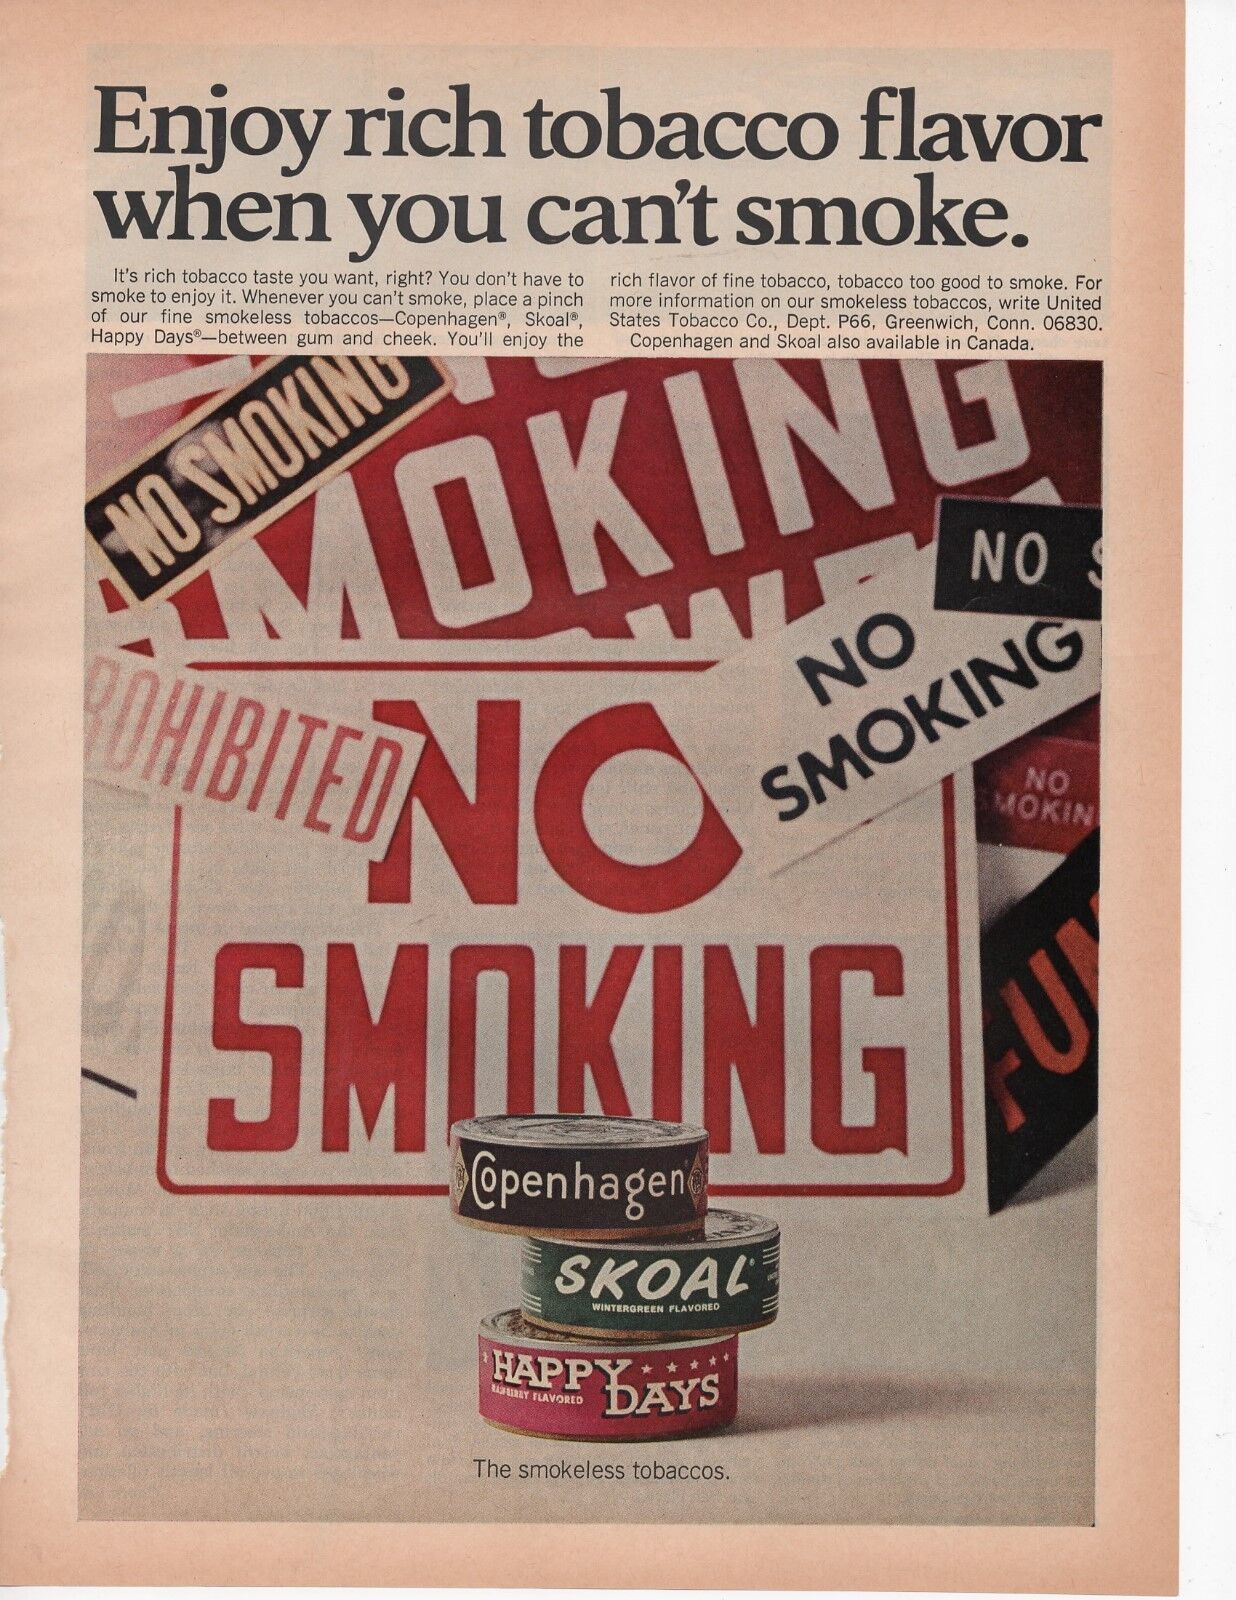 Enjoy rich tobacco flavor
when you can't smoke.
It's rich tobacco taste you want, right? You don't have to
smoke to enjoy it. Whenever you can't smoke, place a pinch
of our fine smokeless tobaccos—Copenhagen®, Skoal®,
Happy Days®—between gum and cheek. You'll enjoy the
rich flavor of fine tobacco, tobacco too good to smoke. For
more information on our smokeless tobaccos, write United
States Tobacco Co., Dept. P66, Greenwich, Conn. 06830.
Copenhagen and Skoal also available in Canada.
NO SMOKING
SMOKING
NO S
NO
SMOKING
ROHIBITED
NO
MOKIN
NO
SMOKING
FUM
Copenhagen®
SKOAL®
WINTERGREEN FLAVORED
HAPPY
DAYS
RASPBERRY FLAVORED
The smokeless tobaccos.